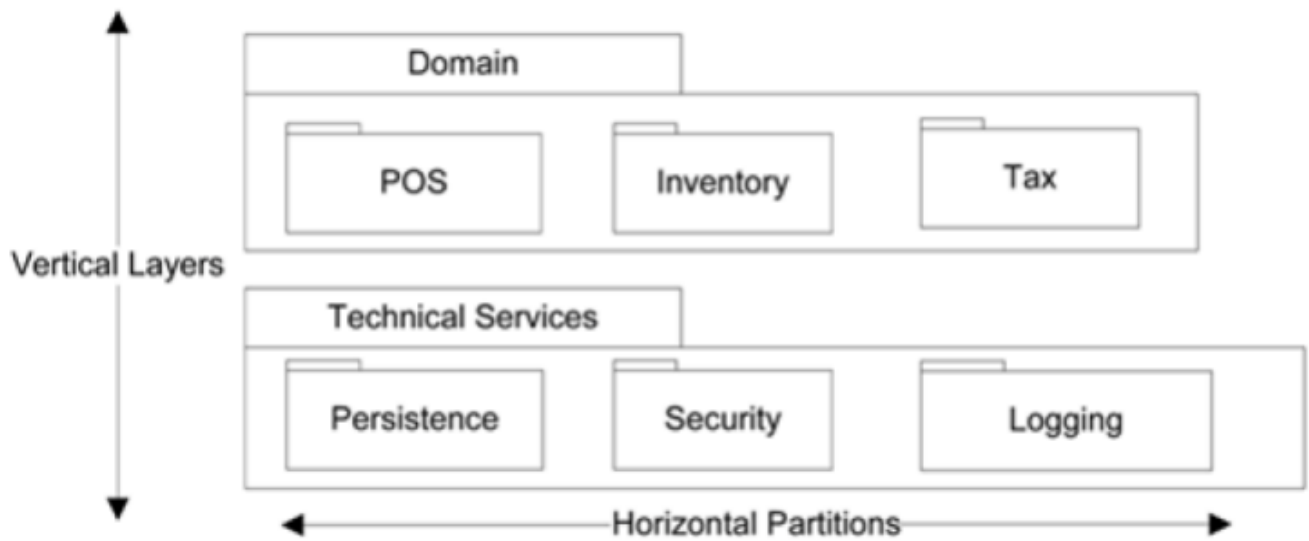 Domain
POS
Inventory
Tax
Vertical Layers
Technical Services
Persistence
Security
Logging
Horizontal Partitions